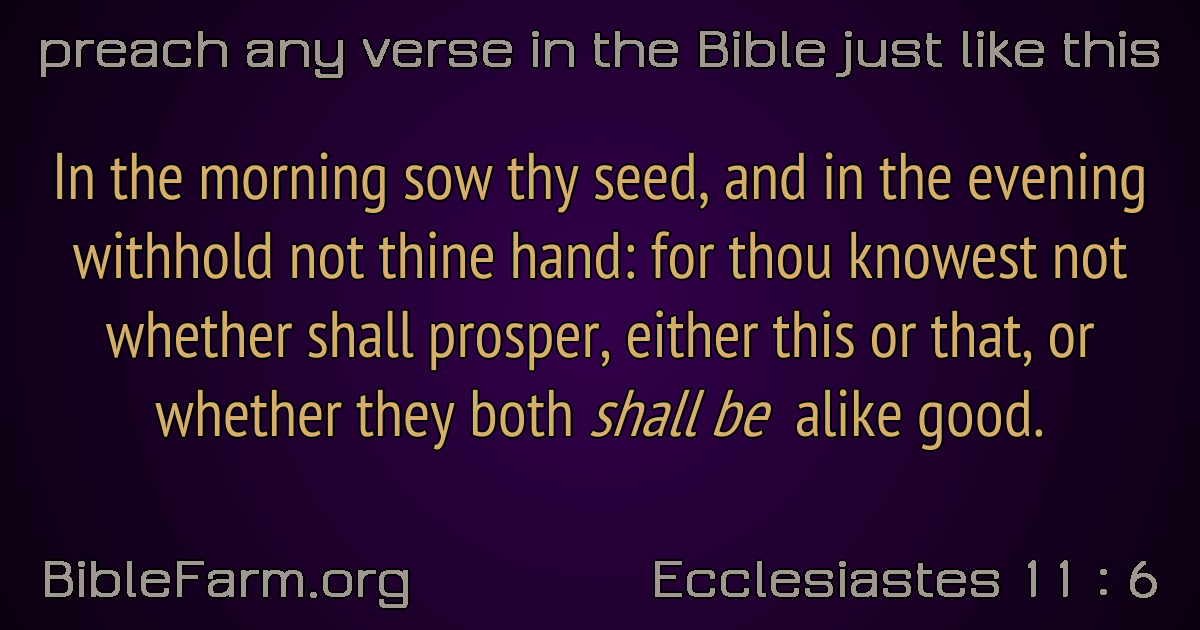 preach any verse in the Bible just like this
In the morning sow thy seed, and in the evening
withhold not thine hand: for thou knowest not
whether shall prosper, either this or that, or
whether they both shall be alike good.
BibleFarm.org
Ecclesiastes 11 : 6